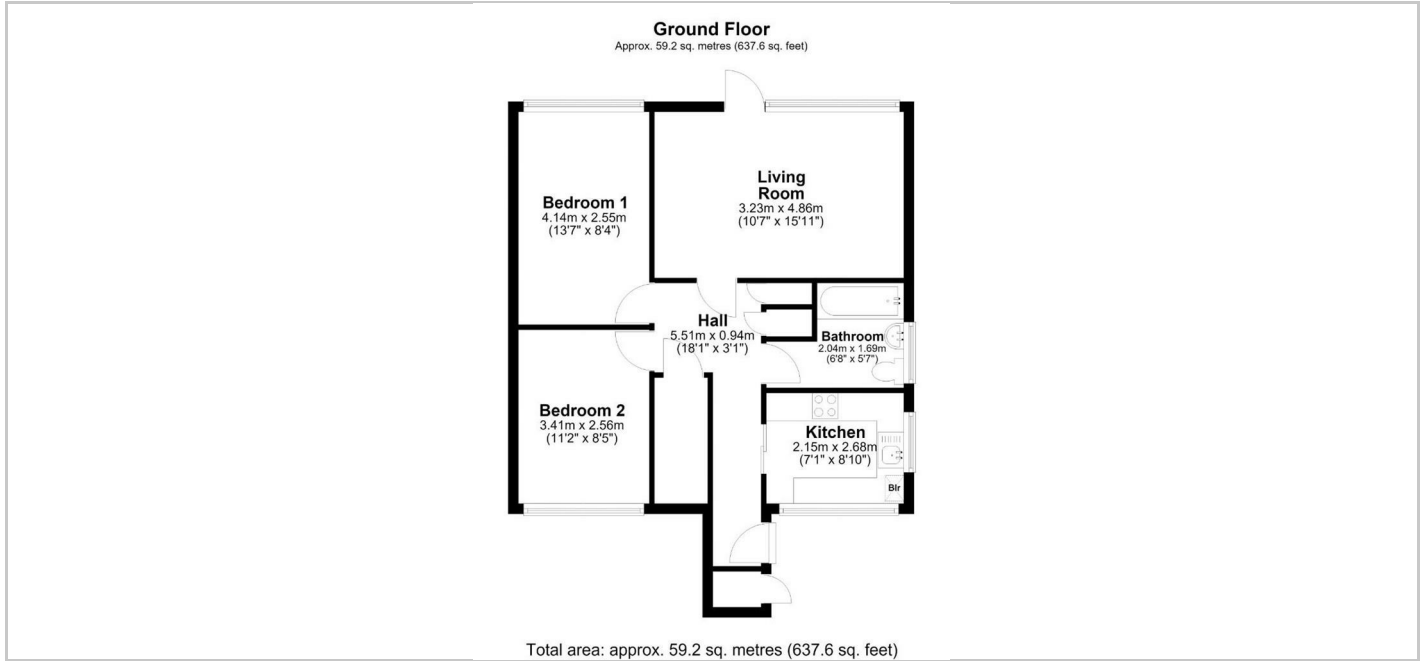 Ground Floor
Approx. 59.2 sq. metres (637.6 sq. feet)
Living
Room
3.23m x 4.86m
(10'7" x 15'11")
Bedroom 1
4.14m x 2.55m
(13'7" x 8'4")
Hall
5.51m x 0.94m
(18'1" x 3'1")
Bathroom
2.04m x 1.69m
(6'8" x 5'7")
Bedroom 2
3.41m x 2.56m
(11'2" x 8'5")
Kitchen
2.15m x 2.68m
(7'1" x 8'10")
Blr
Total area: approx. 59.2 sq. metres (637.6 sq. feet)